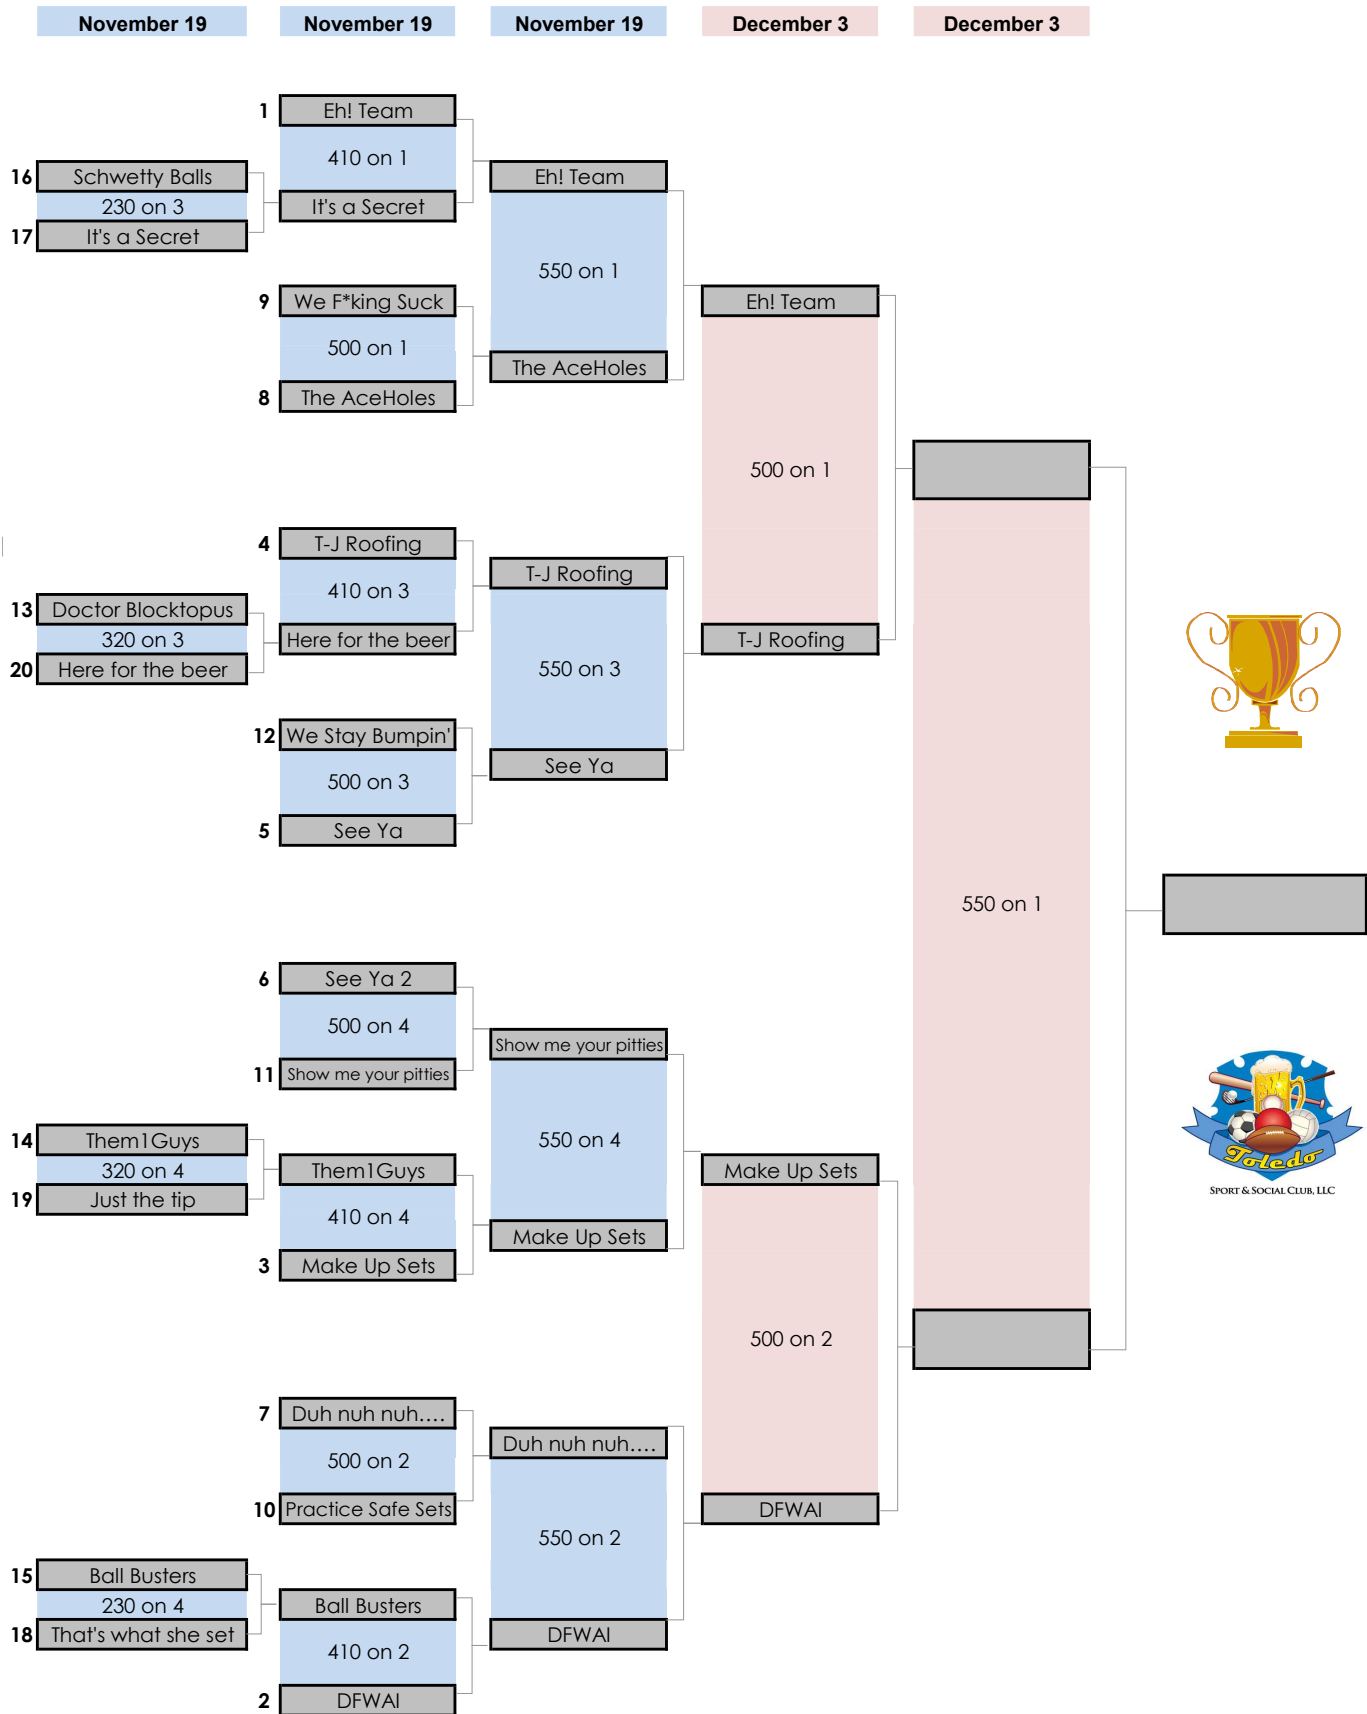 November 19 November 19 November 19 December 3 December 3
1 Eh! Team
410 on 1
16 Schwetty Balls
230 on 3
17 It's a Secret
It's a Secret
Eh! Team
550 on 1
9 We F*king Suck
500 on 1
8 The AceHoles
The AceHoles
Eh! Team
500 on 1
4 T-J Roofing
410 on 3
13 Doctor Blocktopus
320 on 3
20 Here for the beer
Here for the beer
T-J Roofing
550 on 3
T-J Roofing
12 We Stay Bumpin'
500 on 3
5 See Ya
See Ya
550 on 1
6 See Ya 2
500 on 4
11 Show me your pitties
Show me your pitties
550 on 4
14 Them1Guys
320 on 4
19 Just the tip
Them1Guys
410 on 4
3 Make Up Sets
Make Up Sets
Make Up Sets
500 on 2
7 Duh nuh nuh....
500 on 2
10 Practice Safe Sets
Duh nuh nuh....
550 on 2
DFWAI
15 Ball Busters
230 on 4
18 That's what she set
Ball Busters
410 on 2
2 DFWAI
DFWAI
Toledo
SPORT & SOCIAL CLUB, LLC